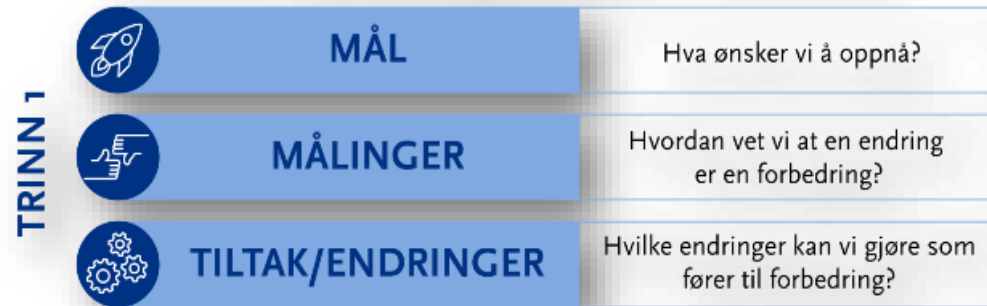 TRINN 1
MÅL
Hva ønsker vi å oppnå?
MÅLINGER
Hvordan vet vi at en endring
er en forbedring?
TILTAK/ENDRINGER
Hvilke endringer kan vi gjøre som
fører til forbedring?